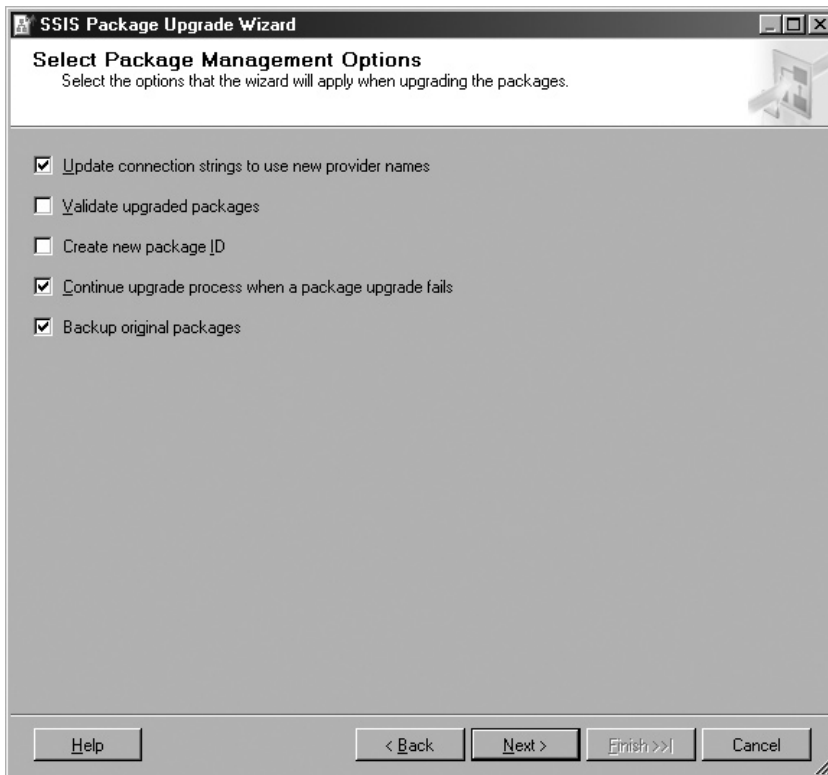 SSIS Package Upgrade Wizard
Select Package Management Options
Select the options that the wizard will apply when upgrading the packages.
Update connection strings to use new provider names
Validate upgraded packages
Create new package ID
Continue upgrade process when a package upgrade fails
Backup original packages
Help
< Back
Next >
Finish >>|
Cancel